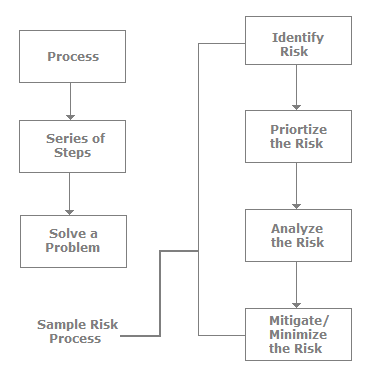 Process
Series of
Steps
Solve a
Problem
Sample Risk
Process
Identify
Risk
Priortize
the Risk
Analyze
the Risk
Mitigate/
Minimize
the Risk